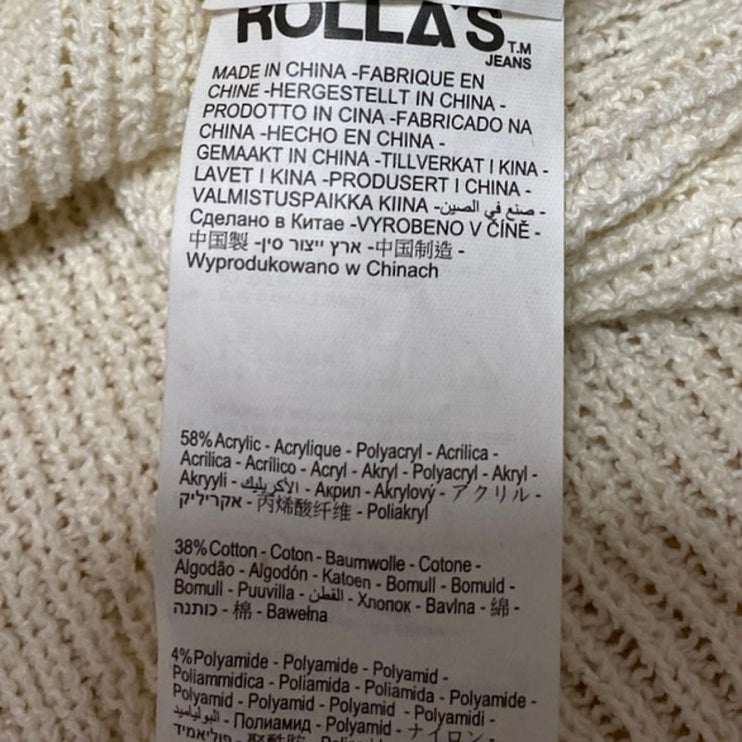 ROLLA'S T.M
JEANS
MADE IN CHINA -FABRIQUE EN
CHINE -HERGESTELLT IN CHINA -
PRODOTTO IN CINA -FABRICADO NA
CHINA -HECHO EN CHINA -
GEMAAKT IN CHINA -TILLVERKAT I KINA -
LAVET I KINA -PRODUSERT I CHINA -
VALMISTUSPAIKKA KIINA -صنع في الصين -
Сделано в Китае -VYROBENO V ČÍNĚ -
中国製 -ארץ ייצור סין -中国制造 -
Wyprodukowano w Chinach
58% Acrylic - Acrylique - Polyacryl - Acrilica -
Acrilica - Acrílico - Acryl - Akryl - Polyacryl - Akryl -
Akryyli - الأكريليك - Акрил - Akrylový - アクリル -
אקריליק - 丙烯酸纤维 - Poliakryl
38% Cotton - Coton - Baumwolle - Cotone -
Algodão - Algodón - Katoen - Bomull - Bomuld -
Bomull - Puuvilla - القطن - Хлопок - Bavlna - 綿 -
כותנה - 棉 - Bawełna
4% Polyamide - Polyamide - Polyamid -
Poliammidica - Poliamida - Poliamida - Polyamide -
Polyamid - Polyamid - Polyamid - Polyamidi -
البولياميد - Полиамид - Polyamid - ナイロン -
פוליאמיד -